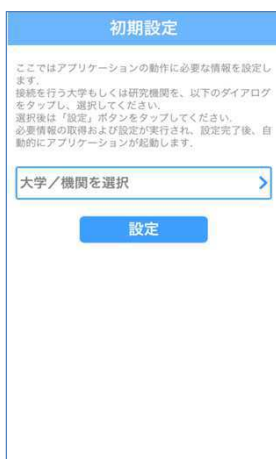 初期設定
ここではアプリケーションの動作に必要な情報を設定し
ます.
接続を行う大学もしくは研究機関を、以下のダイアログ
をタップし、選択してください.
選択後は「設定」ボタンをタップしてください.
必要情報の取得および設定が実行され、設定完了後、自
動的にアプリケーションが起動します.
大学／機関を選択
設定